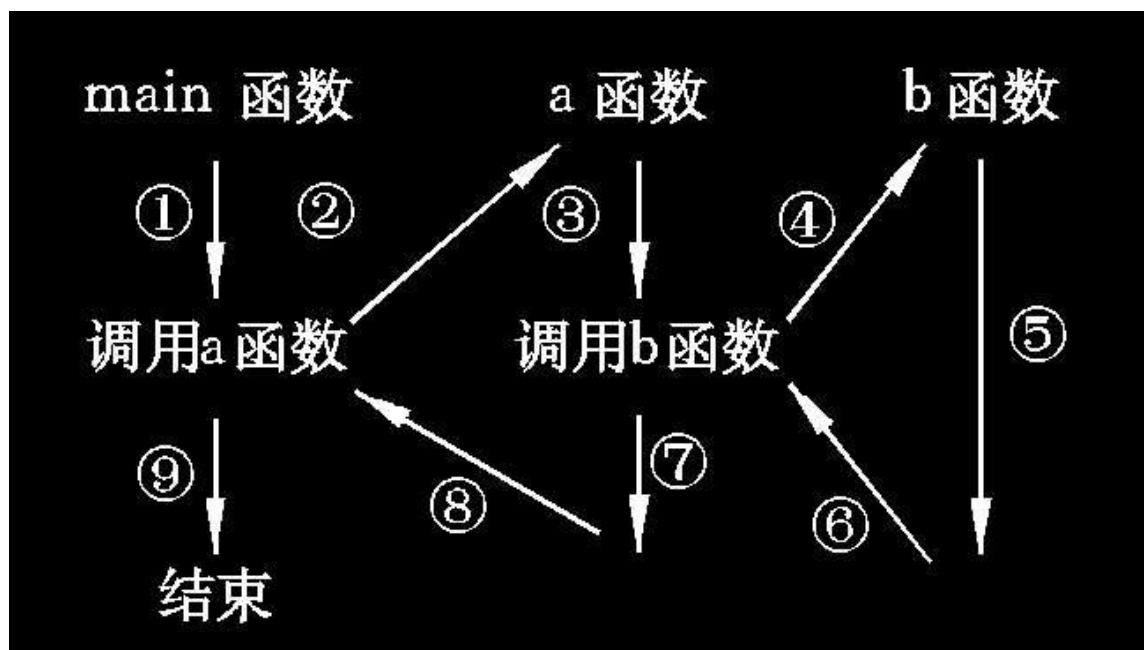 main 函数 a 函数 b 函数
① ② ③ ④
调用a函数 调用b函数 ⑤
⑨ ⑧ ⑦ ⑥
结束